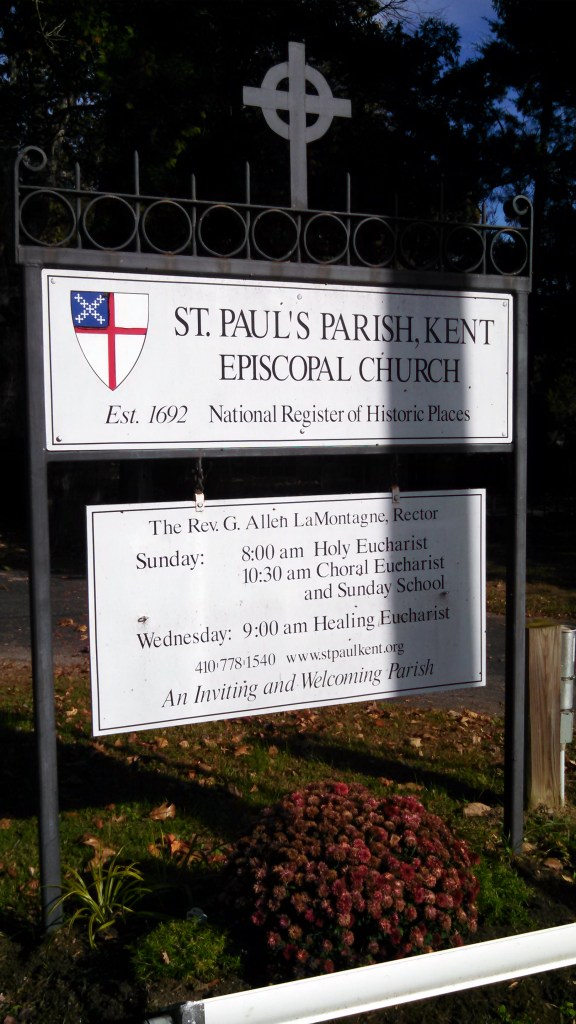 ST. PAUL'S PARISH, KENT
EPISCOPAL CHURCH
Est. 1692 National Register of Historic Places
The Rev. G. Allen LaMontagne, Rector
Sunday: 8:00 am Holy Eucharist
10:30 am Choral Eucharist
and Sunday School
Wednesday: 9:00 am Healing Eucharist
410·778·1540 www.stpaulkent.org
An Inviting and Welcoming Parish